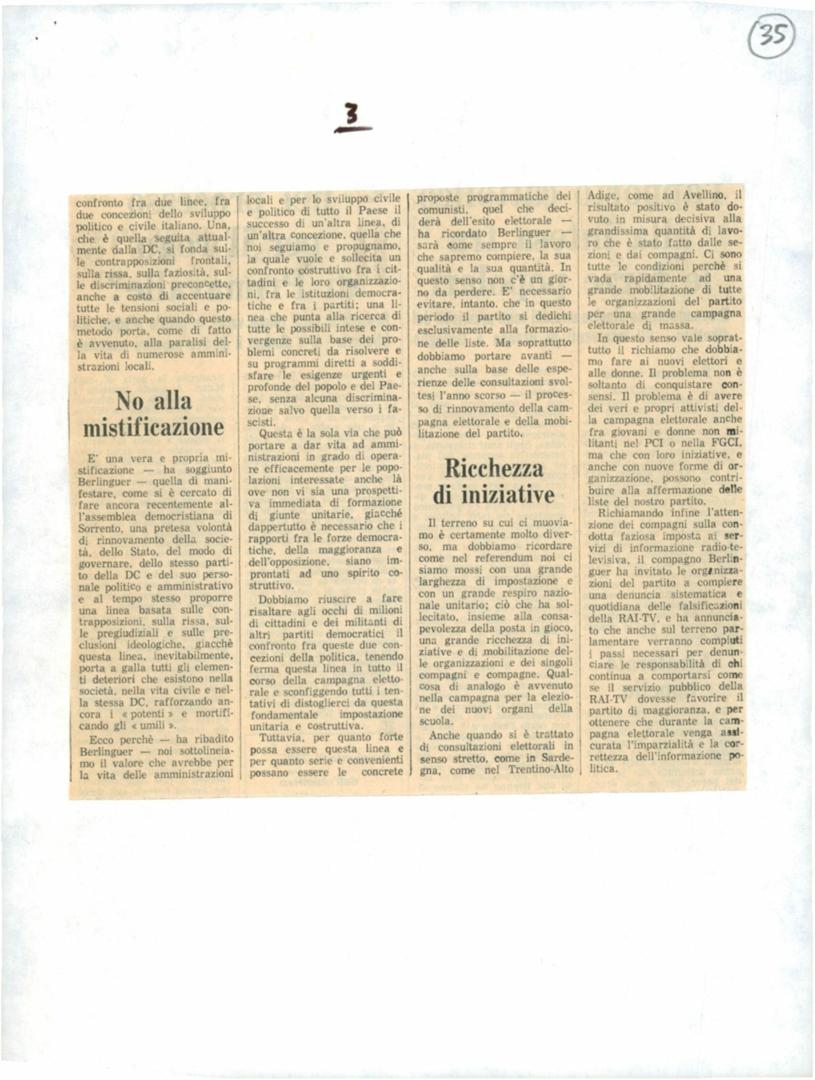 35
3
confronto fra due linee, fra
due concezioni dello sviluppo
politico e civile italiano. Una,
che è quella seguita attual-
mente dalla DC, si fonda sul-
le contrapposizioni frontali,
sulla rissa, sulla faziosità, sul-
le discriminazioni preconcette,
anche a costo di accentuare
tutte le tensioni sociali e po-
litiche, e anche quando questo
metodo porta, come di fatto
è avvenuto, alla paralisi del-
la vita di numerose ammini-
strazioni locali.
No alla
mistificazione
E' una vera e propria mi-
stificazione — ha soggiunto
Berlinguer — quella di mani-
festare, come si è cercato di
fare ancora recentemente al-
l'assemblea democristiana di
Sorrento, una pretesa volontà
di rinnovamento della socie-
tà, dello Stato, del modo di
governare, dello stesso parti-
to della DC e del suo perso-
nale politico e amministrativo
e al tempo stesso proporre
una linea basata sulle con-
trapposizioni, sulla rissa, sul-
le pregiudiziali e sulle pre-
clusioni ideologiche, giacchè
questa linea, inevitabilmente,
porta a galla tutti gli elemen-
ti deteriori che esistono nella
società, nella vita civile e nel-
la stessa DC, rafforzando an-
cora i « potenti » e mortifi-
cando gli « umili ».
Ecco perchè — ha ribadito
Berlinguer — noi sottolineia-
mo il valore che avrebbe per
la vita delle amministrazioni
locali e per lo sviluppo civile
e politico di tutto il Paese il
successo di un'altra linea, di
un'altra concezione, quella che
noi seguiamo e propugnamo,
la quale vuole e sollecita un
confronto costruttivo fra i cit-
tadini e le loro organizzazio-
ni, fra le istituzioni democra-
tiche e fra i partiti; una li-
nea che punta alla ricerca di
tutte le possibili intese e con-
vergenze sulla base dei pro-
blemi concreti da risolvere e
su programmi diretti a soddi-
sfare le esigenze urgenti e
profonde del popolo e del Pae-
se, senza alcuna discrimina-
zione salvo quella verso i fa-
scisti.
Questa è la sola via che può
portare a dar vita ad ammi-
nistrazioni in grado di opera-
re efficacemente per le popo-
lazioni interessate anche là
ove non vi sia una prospetti-
va immediata di formazione
di giunte unitarie, giacché
dappertutto è necessario che i
rapporti fra le forze democra-
tiche, della maggioranza e
dell'opposizione, siano im-
prontati ad uno spirito co-
struttivo.
Dobbiamo riuscire a fare
risaltare agli occhi di milioni
di cittadini e dei militanti di
altri partiti democratici il
confronto fra queste due con-
cezioni della politica, tenendo
ferma questa linea in tutto il
corso della campagna eletto-
rale e sconfiggendo tutti i ten-
tativi di distoglierci da questa
fondamentale impostazione
unitaria e costruttiva.
Tuttavia, per quanto forte
possa essere questa linea e
per quanto serie e convenienti
possano essere le concrete
proposte programmatiche dei
comunisti, quel che deci-
derà dell'esito elettorale —
ha ricordato Berlinguer —
sarà come sempre il lavoro
che sapremo compiere, la sua
qualità e la sua quantità. In
questo senso non c'è un gior-
no da perdere. E' necessario
evitare, intanto, che in questo
periodo il partito si dedichi
esclusivamente alla formazio-
ne delle liste. Ma soprattutto
dobbiamo portare avanti —
anche sulla base delle espe-
rienze delle consultazioni svol-
tesi l'anno scorso — il proces-
so di rinnovamento della cam-
pagna elettorale e della mobi-
litazione del partito.
Ricchezza
di iniziative
Il terreno su cui ci muovia-
mo è certamente molto diver-
so, ma dobbiamo ricordare
come nel referendum noi ci
siamo mossi con una grande
larghezza di impostazione e
con un grande respiro nazio-
nale unitario; ciò che ha sol-
lecitato, insieme alla consa-
pevolezza della posta in gioco,
una grande ricchezza di ini-
ziative e di mobilitazione del-
le organizzazioni e dei singoli
compagni e compagne. Qual-
cosa di analogo è avvenuto
nella campagna per la elezio-
ne dei nuovi organi della
scuola.
Anche quando si è trattato
di consultazioni elettorali in
senso stretto, come in Sarde-
gna, come nel Trentino-Alto
Adige, come ad Avellino, il
risultato positivo è stato do-
vuto in misura decisiva alla
grandissima quantità di lavo-
ro che è stato fatto dalle se-
zioni e dai compagni. Ci sono
tutte le condizioni perchè si
vada rapidamente ad una
grande mobilitazione di tutte
le organizzazioni del partito
per una grande campagna
elettorale di massa.
In questo senso vale soprat-
tutto il richiamo che dobbia-
mo fare ai nuovi elettori e
alle donne. Il problema non è
soltanto di conquistare con-
sensi. Il problema è di avere
dei veri e propri attivisti del-
la campagna elettorale anche
fra giovani e donne non mi-
litanti nel PCI o nella FGCI,
ma che con loro iniziative, e
anche con nuove forme di or-
ganizzazione, possono contri-
buire alla affermazione delle
liste del nostro partito.
Richiamando infine l'atten-
zione dei compagni sulla con-
dotta faziosa imposta ai ser-
vizi di informazione radio-te-
levisiva, il compagno Berlin-
guer ha invitato le organizza-
zioni del partito a compiere
una denuncia sistematica e
quotidiana delle falsificazioni
della RAI-TV, e ha annuncia-
to che anche sul terreno par-
lamentare verranno compiuti
i passi necessari per denun-
ciare le responsabilità di chi
continua a comportarsi come
se il servizio pubblico della
RAI-TV dovesse favorire il
partito di maggioranza, e per
ottenere che durante la cam-
pagna elettorale venga assi-
curata l'imparzialità e la cor-
rettezza dell'informazione po-
litica.